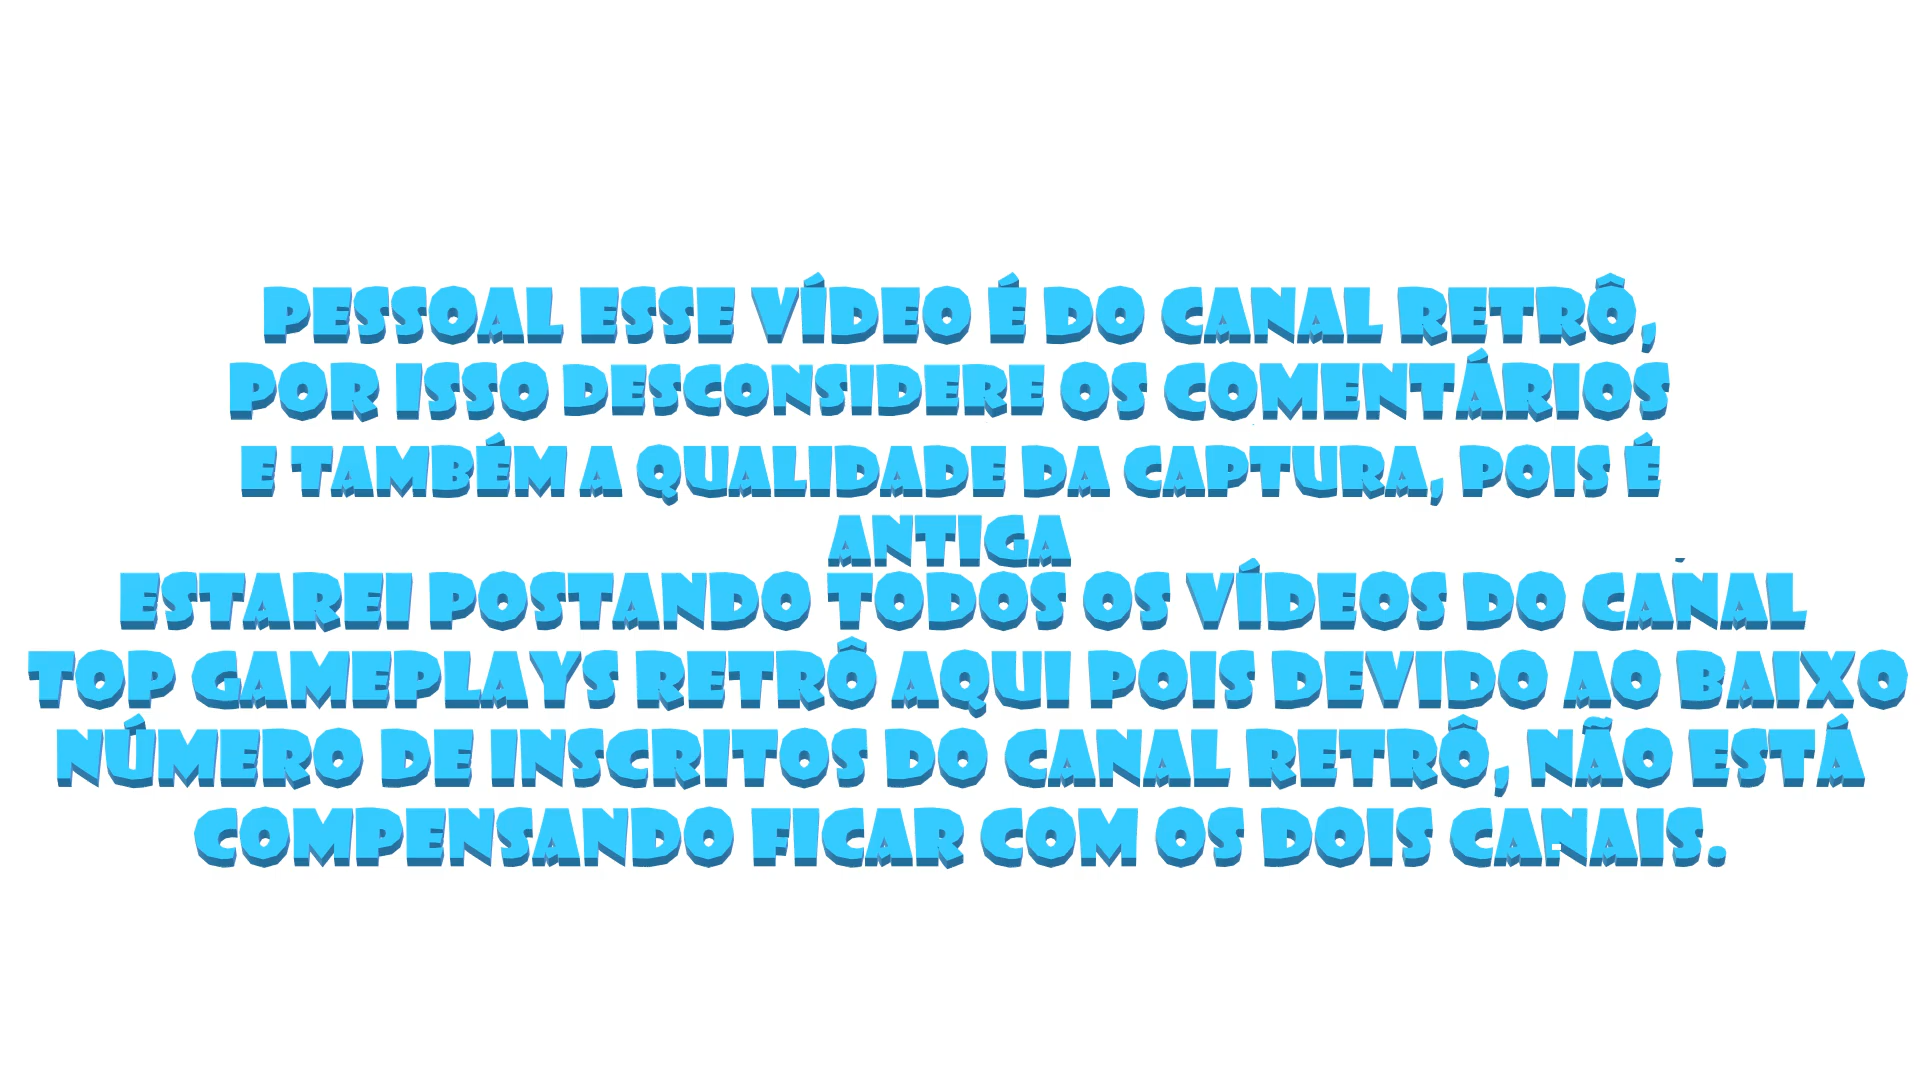 PESSOAL ESSE VÍDEO É DO CANAL RETRÔ,
POR ISSO DESCONSIDERE OS COMENTÁRIOS
E TAMBÉM A QUALIDADE DA CAPTURA, POIS É
ANTIGA
ESTAREI POSTANDO TODOS OS VÍDEOS DO CANAL
TOP GAMEPLAYS RETRÔ AQUI POIS DEVIDO AO BAIXO
NÚMERO DE INSCRITOS DO CANAL RETRÔ, NÃO ESTÁ
COMPENSANDO FICAR COM OS DOIS CANAIS.